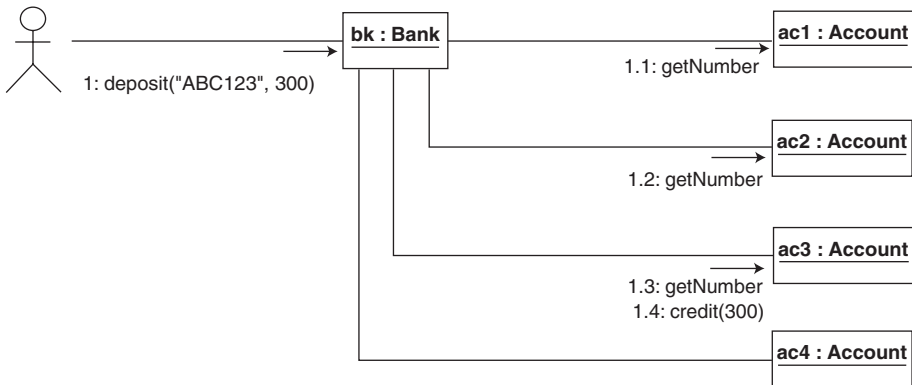 bk : Bank
ac1 : Account
1: deposit("ABC123", 300)
1.1: getNumber
ac2 : Account
1.2: getNumber
ac3 : Account
1.3: getNumber
1.4: credit(300)
ac4 : Account